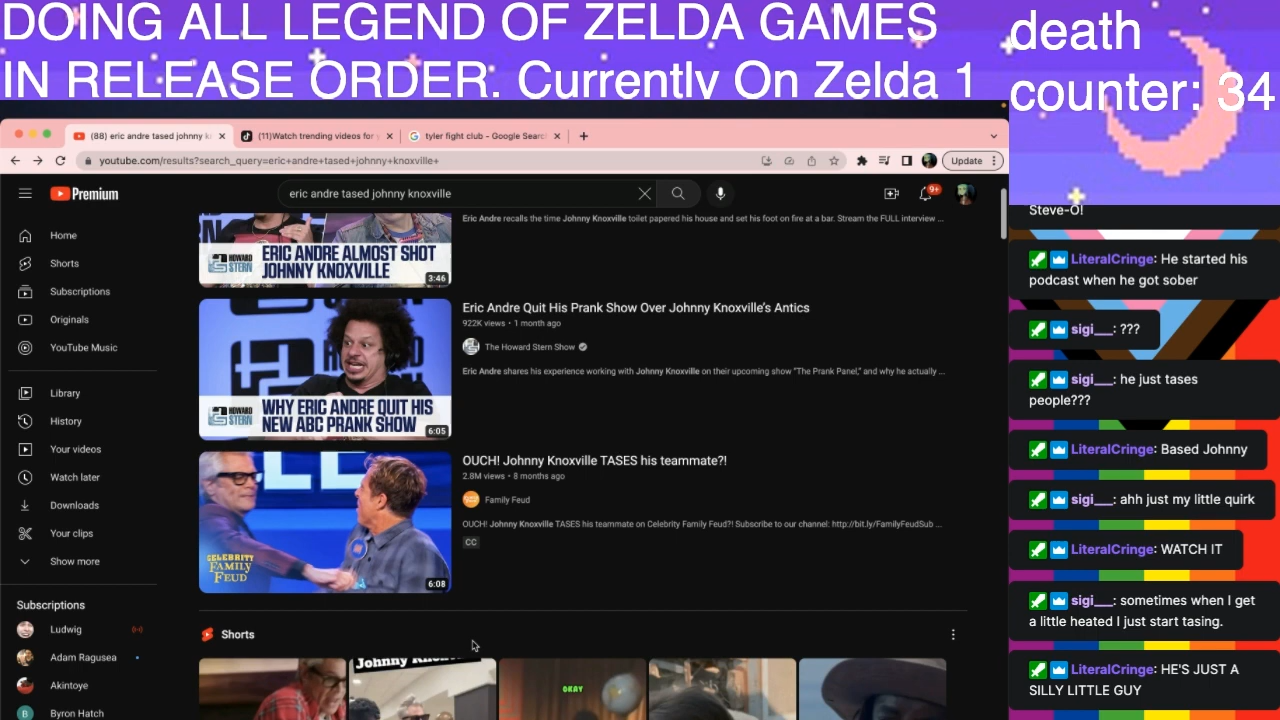 DOING ALL LEGEND OF ZELDA GAMES
IN RELEASE ORDER. Currently On Zelda 1
death
counter: 34
(88) eric andre tased johnny k
(11)Watch trending videos for
tyler fight club - Google Searc
youtube.com/results?search_query=eric+andre+tased+johnny+knoxville+
Update
Premium
eric andre tased johnny knoxville
9+
Home
Shorts
Subscriptions
Originals
YouTube Music
Library
History
Your videos
Watch later
Downloads
Your clips
Show more
Subscriptions
Ludwig
Adam Ragusea
Akintoye
B
Byron Hatch
HOWARD
STERN
ERIC ANDRE ALMOST SHOT
JOHNNY KNOXVILLE
3:46
Eric Andre recalls the time Johnny Knoxville toilet papered his house and set his foot on fire at a bar. Stream the FULL interview ...
HOWARD
STERN
WHY ERIC ANDRE QUIT HIS
NEW ABC PRANK SHOW
6:05
Eric Andre Quit His Prank Show Over Johnny Knoxville's Antics
922K views • 1 month ago
The Howard Stern Show
Eric Andre shares his experience working with Johnny Knoxville on their upcoming show "The Prank Panel," and why he actually ...
CELEBRITY
FAMILY
FEUD
6:08
OUCH! Johnny Knoxville TASES his teammate?!
2.8M views • 8 months ago
Family Feud
OUCH! Johnny Knoxville TASES his teammate on Celebrity Family Feud?! Subscribe to our channel: http://bit.ly/FamilyFeudSub ...
CC
Shorts
OKAY
Steve-O!
LiteralCringe: He started his
podcast when he got sober
sigi___: ???
sigi___: he just tases
people???
LiteralCringe: Based Johnny
sigi___: ahh just my little quirk
LiteralCringe: WATCH IT
sigi___: sometimes when I get
a little heated I just start tasing.
LiteralCringe: HE'S JUST A
SILLY LITTLE GUY